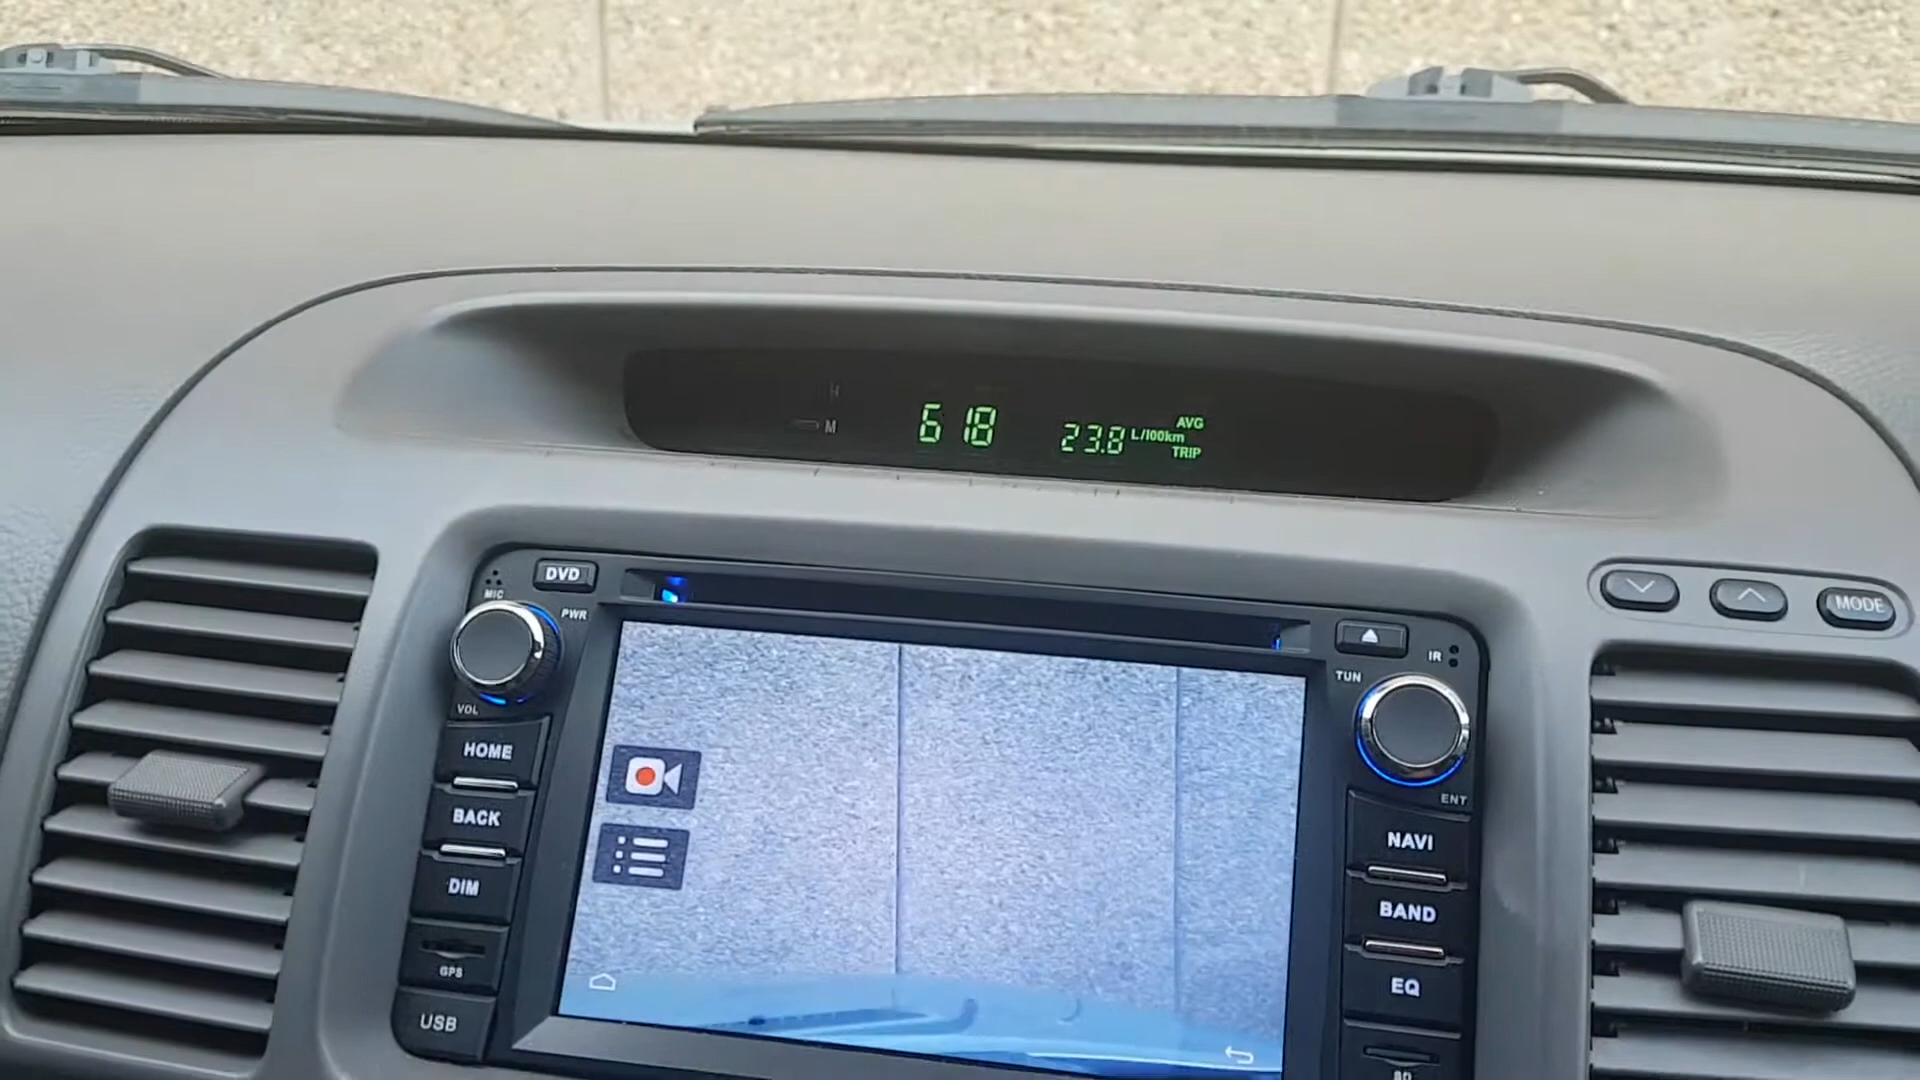 H
M
6 18
23.8 L/100km
AVG
TRIP
MIC
DVD
PWR
VOL
HOME
BACK
DIM
GPS
USB
IR
TUN
ENT
NAVI
BAND
EQ
SD
MODE